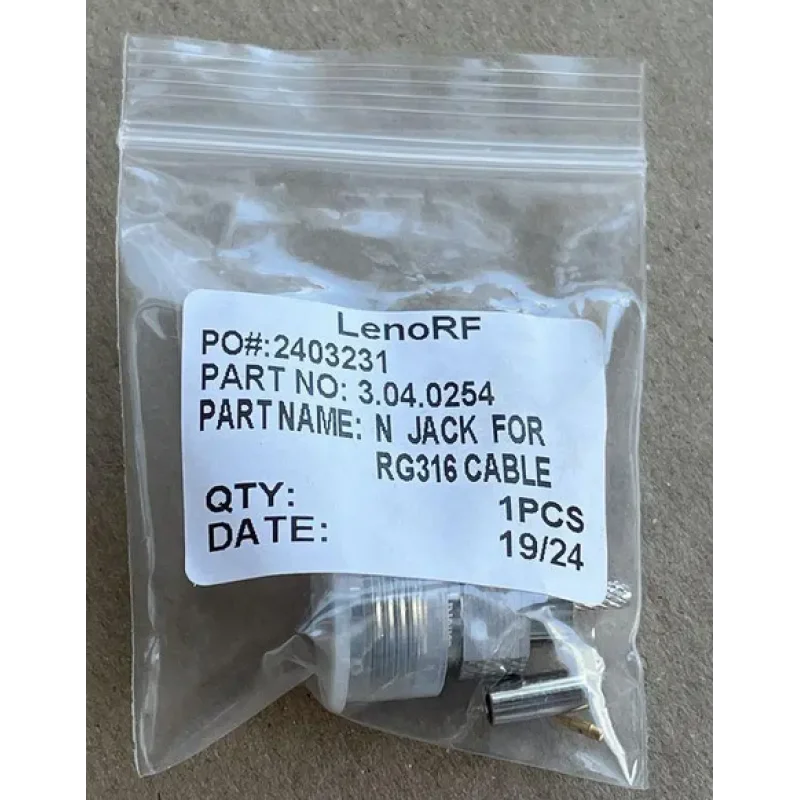 LenoRF
PO#:2403231
PART NO: 3.04.0254
PART NAME: N JACK FOR
RG316 CABLE
QTY: 1PCS
DATE: 19/24